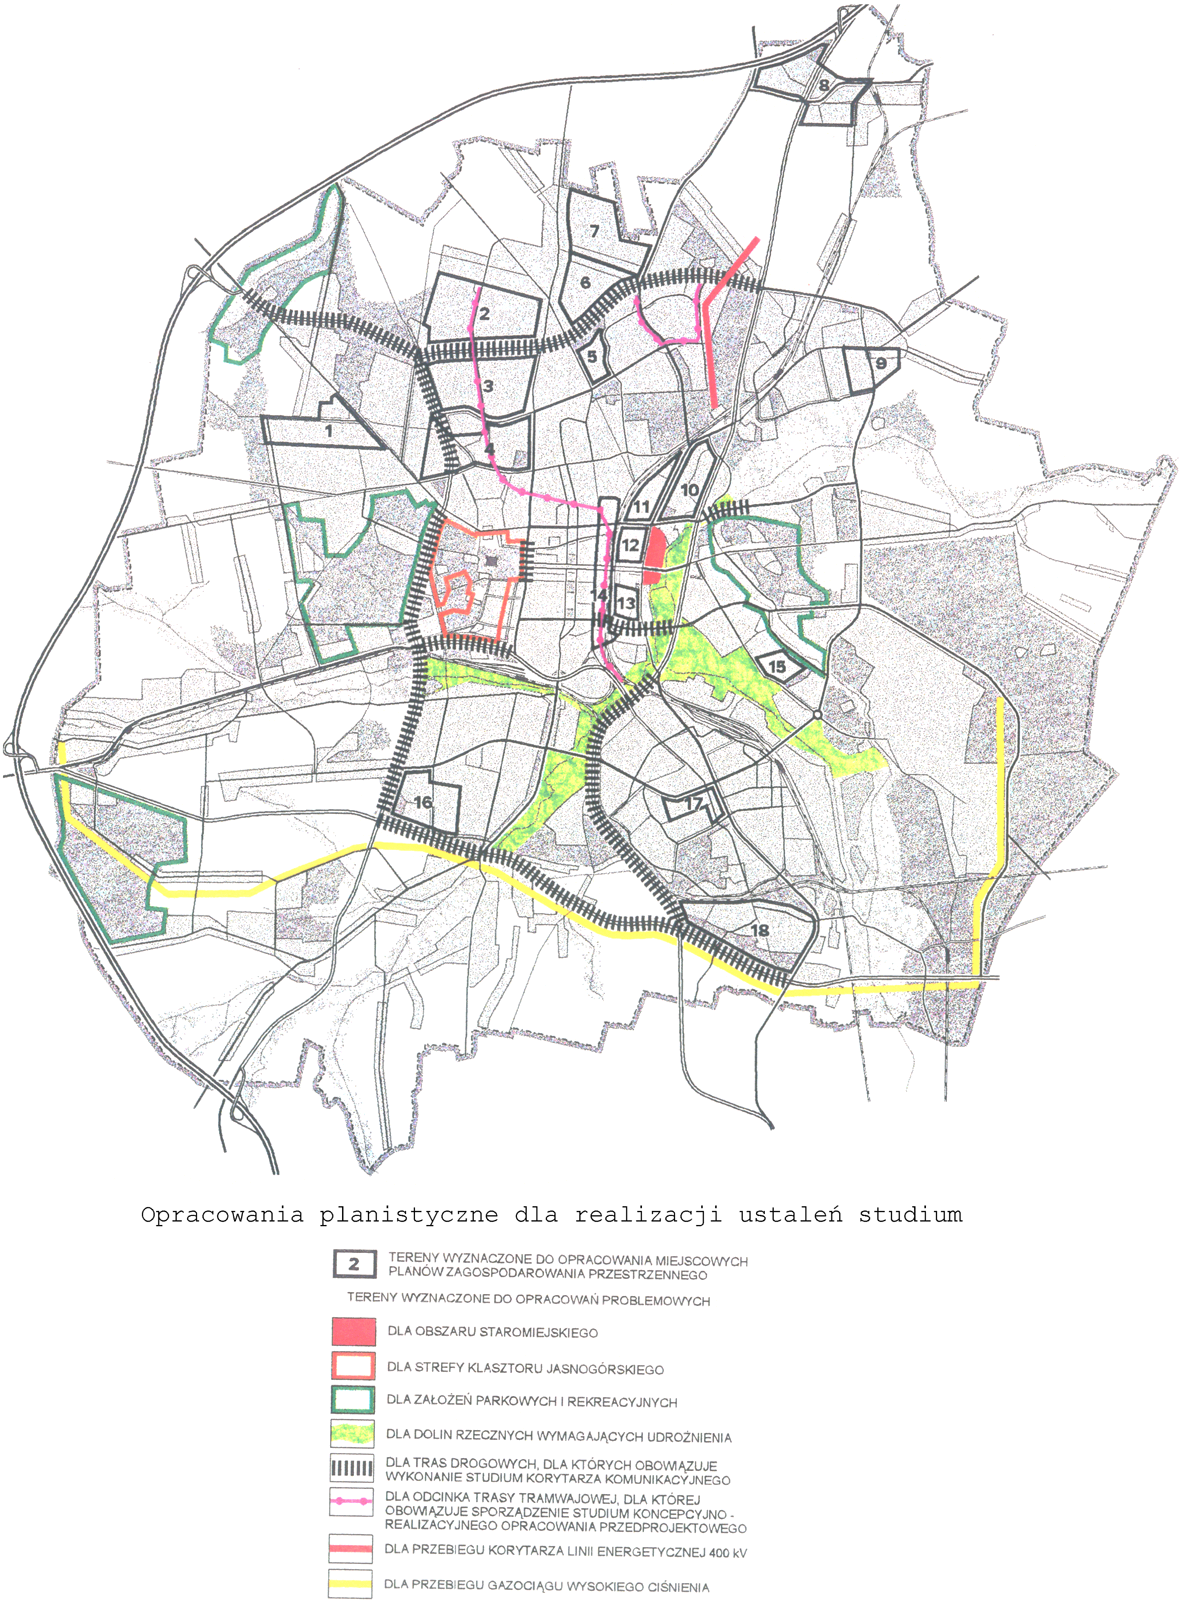 8
7
6
2
5
9
3
1
4
10
11
12
14
13
15
16
17
18
Opracowania planistyczne dla realizacji ustaleń studium
2
TERENY WYZNACZONE DO OPRACOWANIA MIEJSCOWYCH
PLANÓW ZAGOSPODAROWANIA PRZESTRZENNEGO
TERENY WYZNACZONE DO OPRACOWAŃ PROBLEMOWYCH
DLA OBSZARU STAROMIEJSKIEGO
DLA STREFY KLASZTORU JASNOGÓRSKIEGO
DLA ZAŁOŻEŃ PARKOWYCH I REKREACYJNYCH
DLA DOLIN RZECZNYCH WYMAGAJĄCYCH UDROŻNIENIA
DLA TRAS DROGOWYCH, DLA KTÓRYCH OBOWIĄZUJE
WYKONANIE STUDIUM KORYTARZA KOMUNIKACYJNEGO
DLA ODCINKA TRASY TRAMWAJOWEJ, DLA KTÓREJ
OBOWIĄZUJE SPORZĄDZENIE STUDIUM KONCEPCYJNO -
REALIZACYJNEGO OPRACOWANIA PRZEDPROJEKTOWEGO
DLA PRZEBIEGU KORYTARZA LINII ENERGETYCZNEJ 400 kV
DLA PRZEBIEGU GAZOCIĄGU WYSOKIEGO CIŚNIENIA